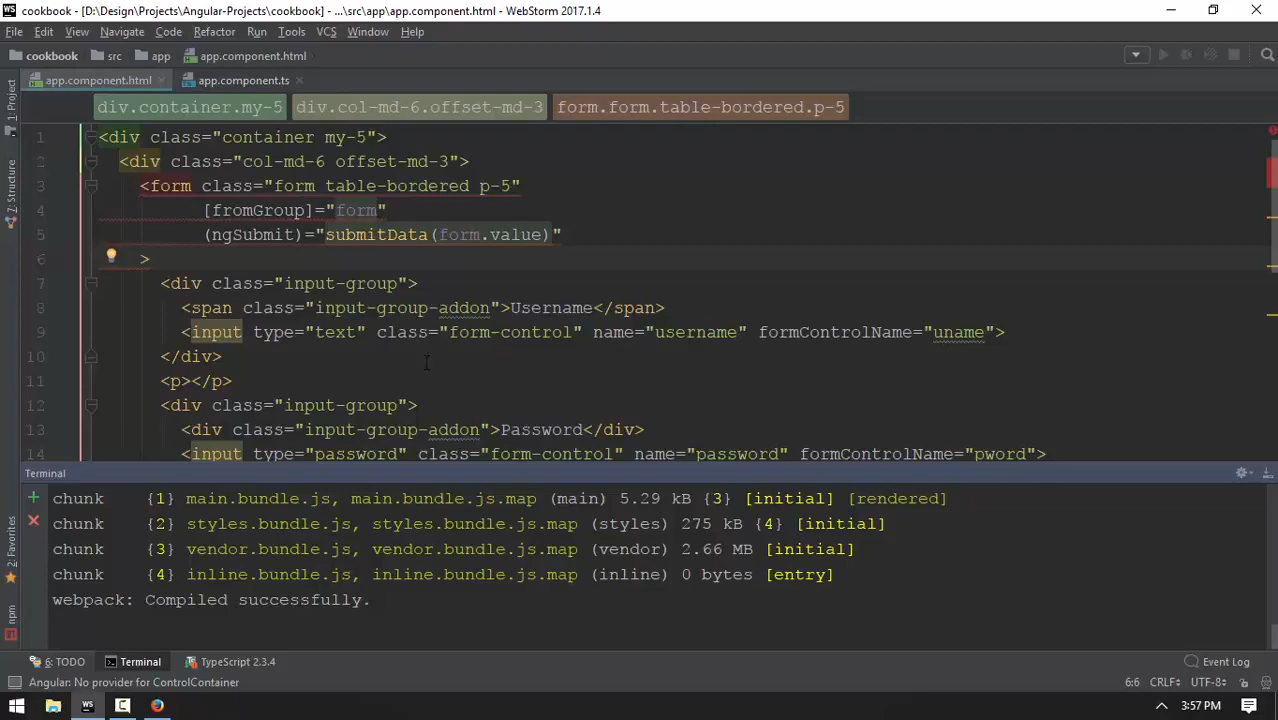 cookbook - [D:\Design\Projects\Angular-Projects\cookbook] - ...\src\app\app.component.html - WebStorm 2017.1.4
File Edit View Navigate Code Refactor Run Tools VCS Window Help
cookbook src app app.component.html
app.component.html app.component.ts
div.container.my-5 div.col-md-6.offset-md-3 form.form.table-bordered.p-5
1: Project
7: Structure
2: Favorites
npm
1 <div class="container my-5">
2 <div class="col-md-6 offset-md-3">
3 <form class="form table-bordered p-5"
4 [fromGroup]="form"
5 (ngSubmit)="submitData(form.value)"
6 >
7 <div class="input-group">
8 <span class="input-group-addon">Username</span>
9 <input type="text" class="form-control" name="username" formControlName="uname">
10 </div>
11 <p></p>
12 <div class="input-group">
13 <div class="input-group-addon">Password</div>
14 <input type="password" class="form-control" name="password" formControlName="pword">
Terminal
chunk {1} main.bundle.js, main.bundle.js.map (main) 5.29 kB {3} [initial] [rendered]
chunk {2} styles.bundle.js, styles.bundle.js.map (styles) 275 kB {4} [initial]
chunk {3} vendor.bundle.js, vendor.bundle.js.map (vendor) 2.66 MB [initial]
chunk {4} inline.bundle.js, inline.bundle.js.map (inline) 0 bytes [entry]
webpack: Compiled successfully.
6: TODO Terminal TypeScript 2.3.4 Event Log
Angular: No provider for ControlContainer 6:6 CRLF UTF-8
WS 3:57 PM